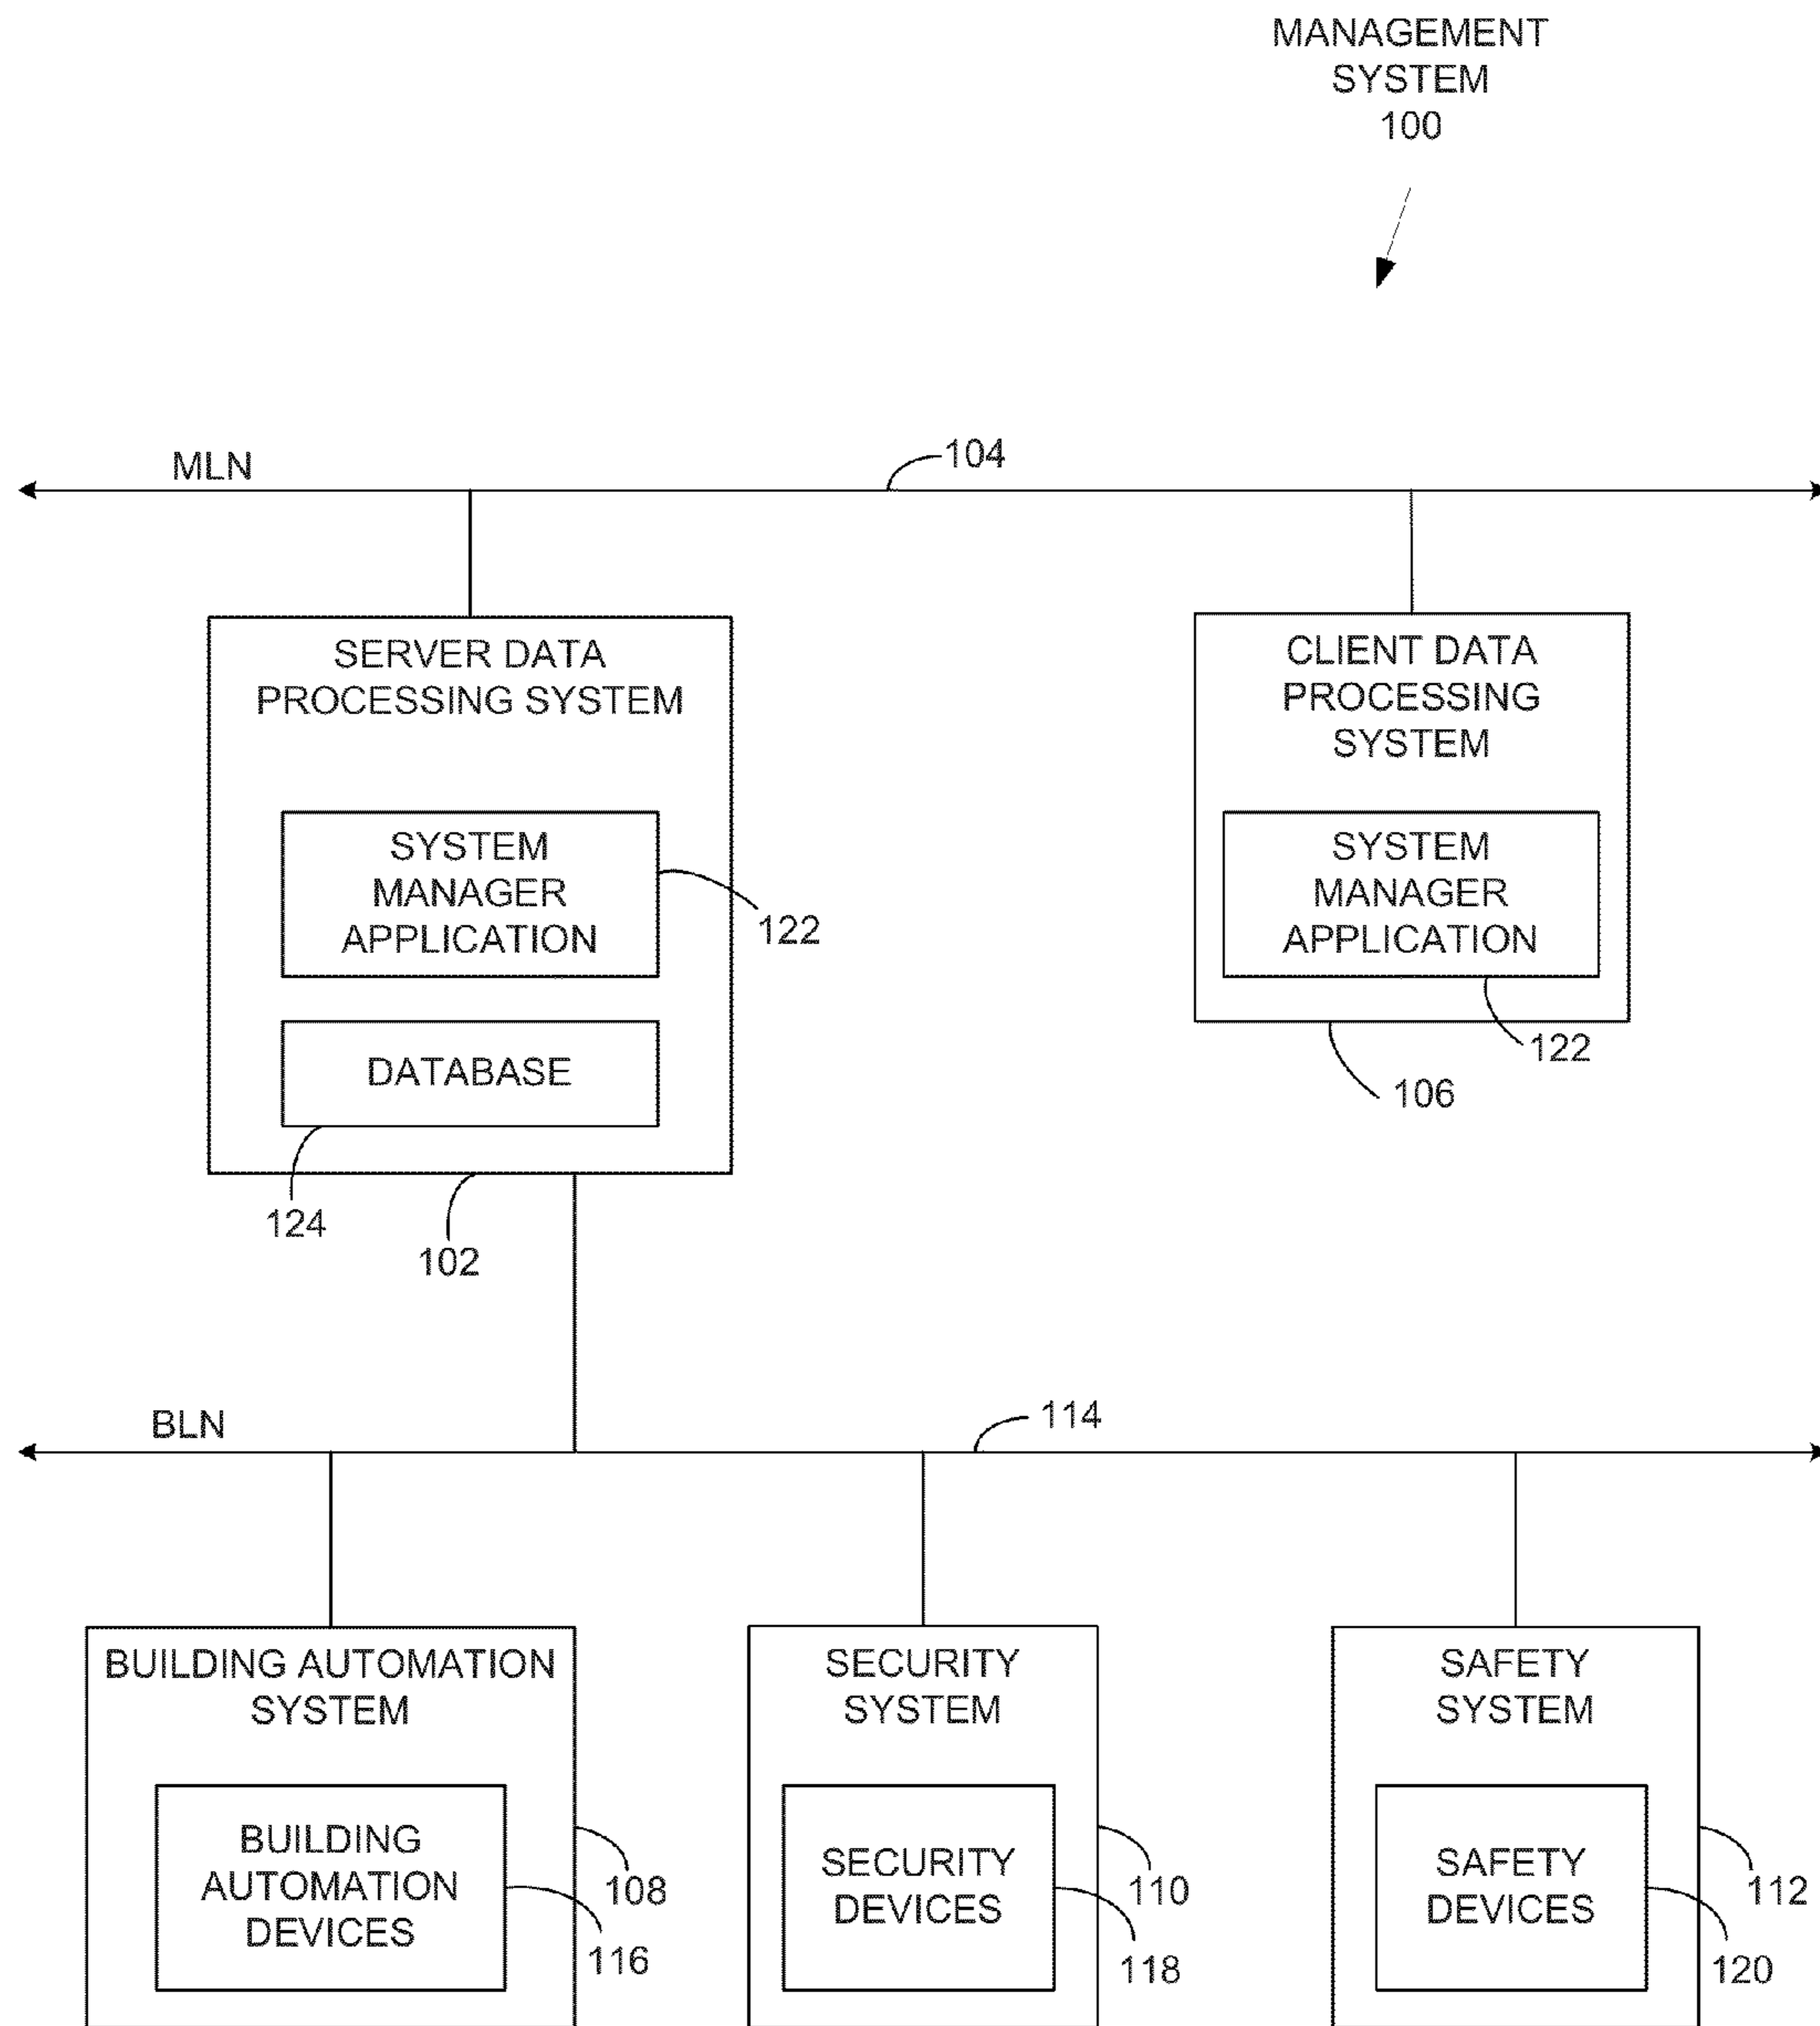 MANAGEMENT
SYSTEM
100
MLN
104
SERVER DATA
PROCESSING SYSTEM
SYSTEM
MANAGER
APPLICATION
122
DATABASE
124
102
CLIENT DATA
PROCESSING
SYSTEM
SYSTEM
MANAGER
APPLICATION
122
106
BLN
114
BUILDING AUTOMATION
SYSTEM
BUILDING
AUTOMATION
DEVICES
108
116
SECURITY
SYSTEM
SECURITY
DEVICES
110
118
SAFETY
SYSTEM
SAFETY
DEVICES
112
120